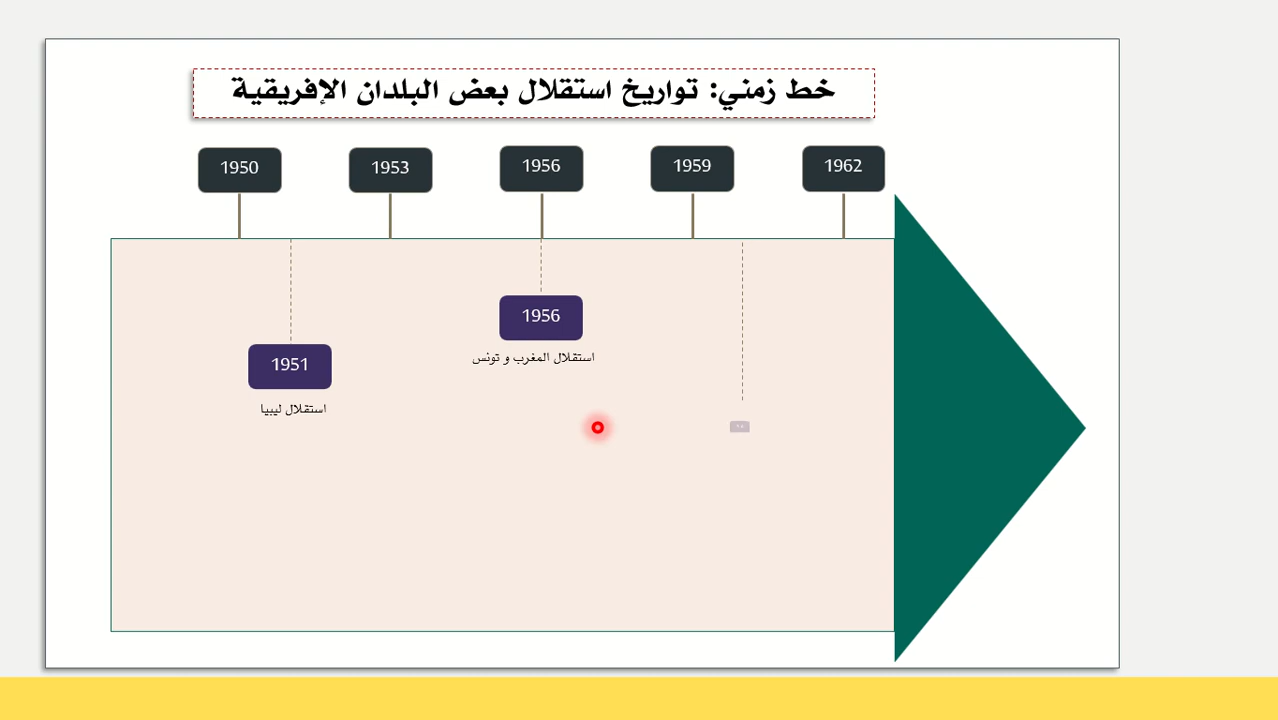 خط زمني: تواريخ استقلال بعض البلدان الإفريقية
1950
1953
1956
1959
1962
1956
استقلال المغرب و تونس
1951
استقلال ليبيا